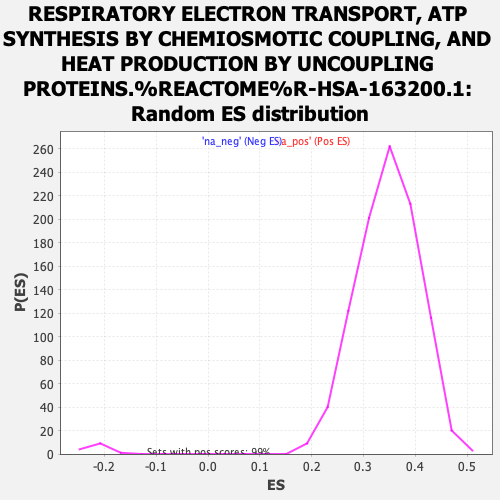 RESPIRATORY ELECTRON TRANSPORT, ATP
SYNTHESIS BY CHEMIOSMOTIC COUPLING, AND
HEAT PRODUCTION BY UNCOUPLING
PROTEINS.%REACTOME%R-HSA-163200.1:
Random ES distribution
'na_neg' (Neg ES)
a_pos' (Pos ES)
260
240
220
200
180
160
140
120
100
80
60
40
20
0
P(ES)
Sets with pos scores: 99%
-0.2
-0.1
0.0
0.1
0.2
0.3
0.4
0.5
ES